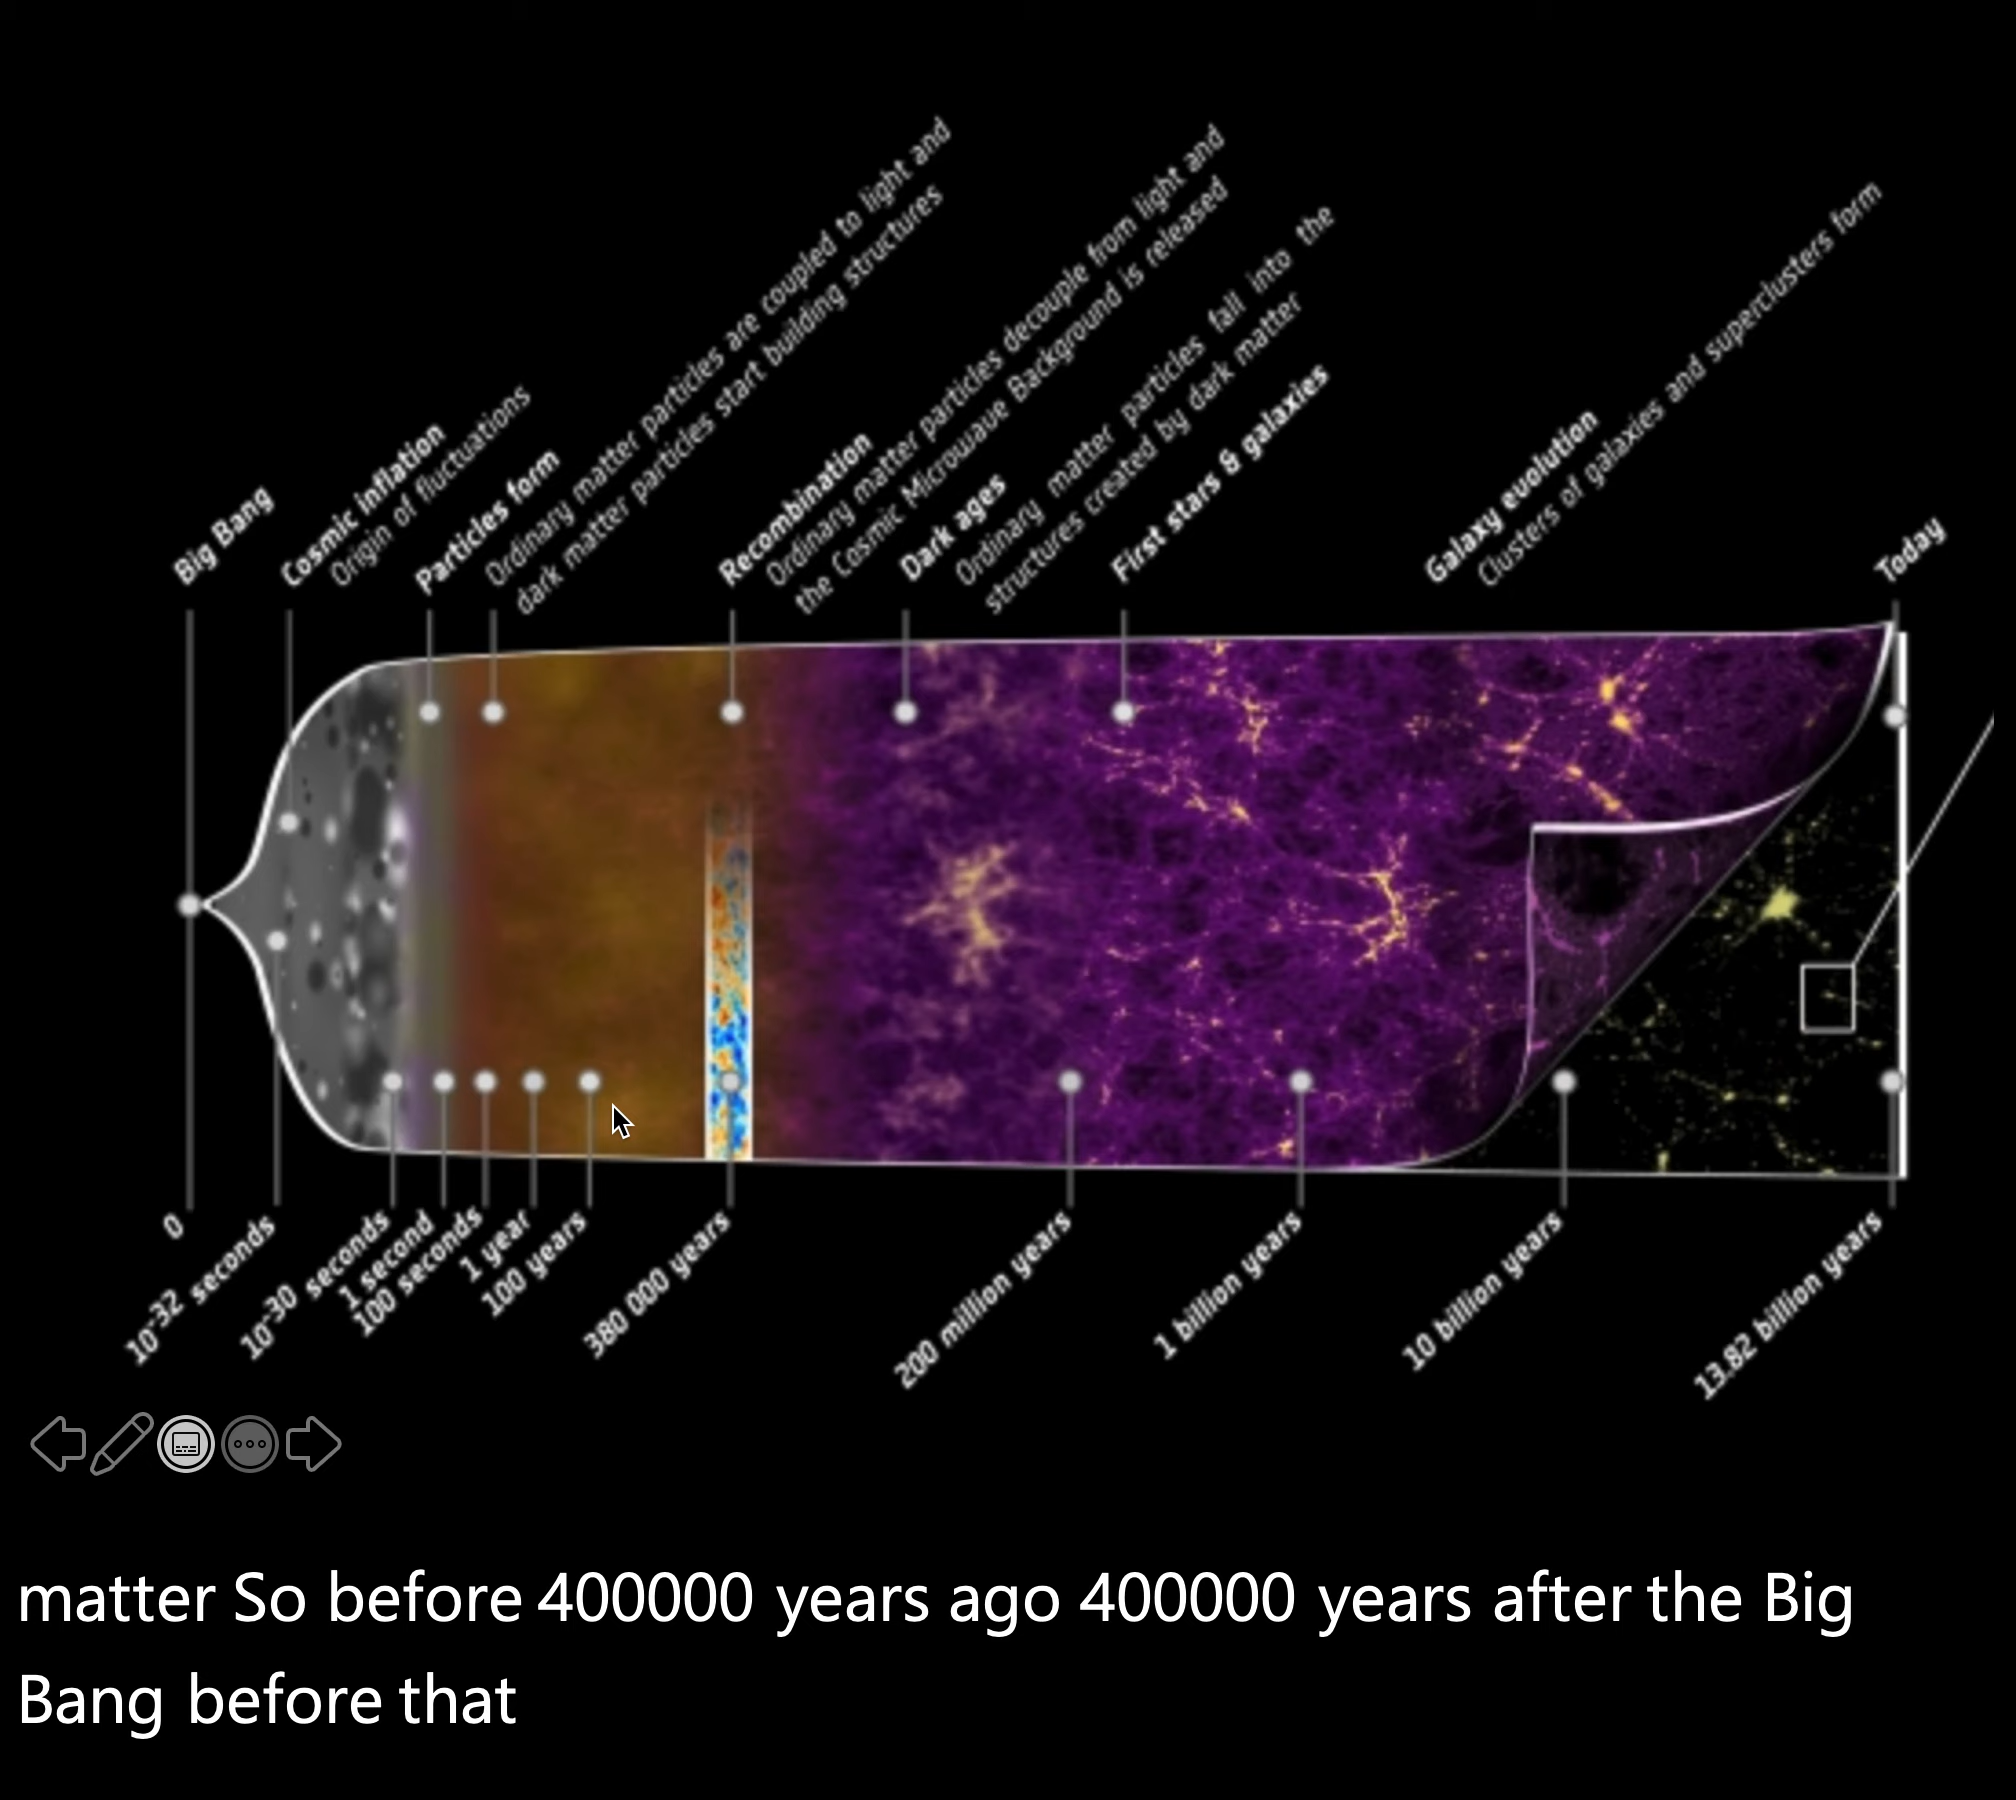 Big Bang
Cosmic inflation
Origin of fluctuations
Particles form
Ordinary matter particles are coupled to light and
dark matter particles start building structures
Recombination
Ordinary matter particles decouple from light and
the Cosmic Microwave Background is released
Dark ages
Ordinary matter particles fall into the
structures created by dark matter
First stars & galaxies
Galaxy evolution
Clusters of galaxies and superclusters form
Today
0
10-32 seconds
10-30 seconds
1 second
100 seconds
1 year
100 years
380 000 years
200 million years
1 billion years
10 billion years
13.82 billion years
matter So before 400000 years ago 400000 years after the Big
Bang before that